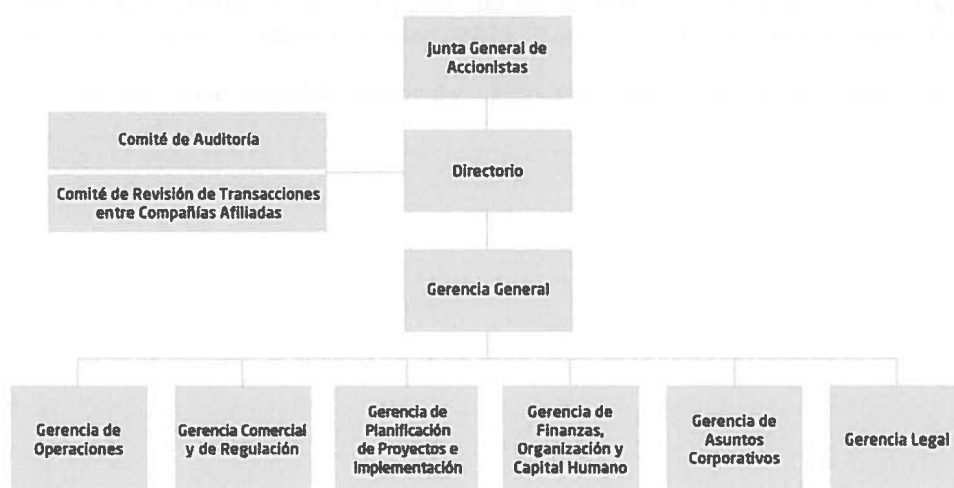 Junta General de
Accionistas
Comité de Auditoría
Directorio
Comité de Revisión de Transacciones
entre Compañías Afiliadas
Gerencia General
Gerencia de
Operaciones
Gerencia Comercial
y de Regulación
Gerencia de
Planificación
de Proyectos e
Implementación
Gerencia de
Finanzas,
Organización y
Capital Humano
Gerencia de
Asuntos
Corporativos
Gerencia Legal